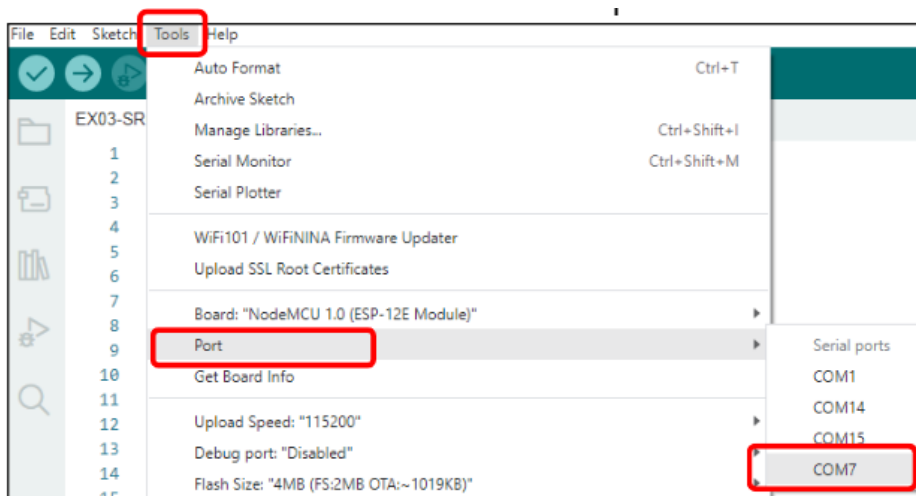 File Edit Sketch Tools Help
Auto Format Ctrl+T
Archive Sketch
EX03-SR
Manage Libraries... Ctrl+Shift+I
1
Serial Monitor Ctrl+Shift+M
2
Serial Plotter
3
4
WiFi101 / WiFiNINA Firmware Updater
5
Upload SSL Root Certificates
6
7
Board: "NodeMCU 1.0 (ESP-12E Module)"
8
Port Serial ports
9
10
Get Board Info COM1
11
COM14
12
Upload Speed: "115200"
COM15
13
Debug port: "Disabled"
COM7
14
Flash Size: "4MB (FS:2MB OTA:~1019KB)"